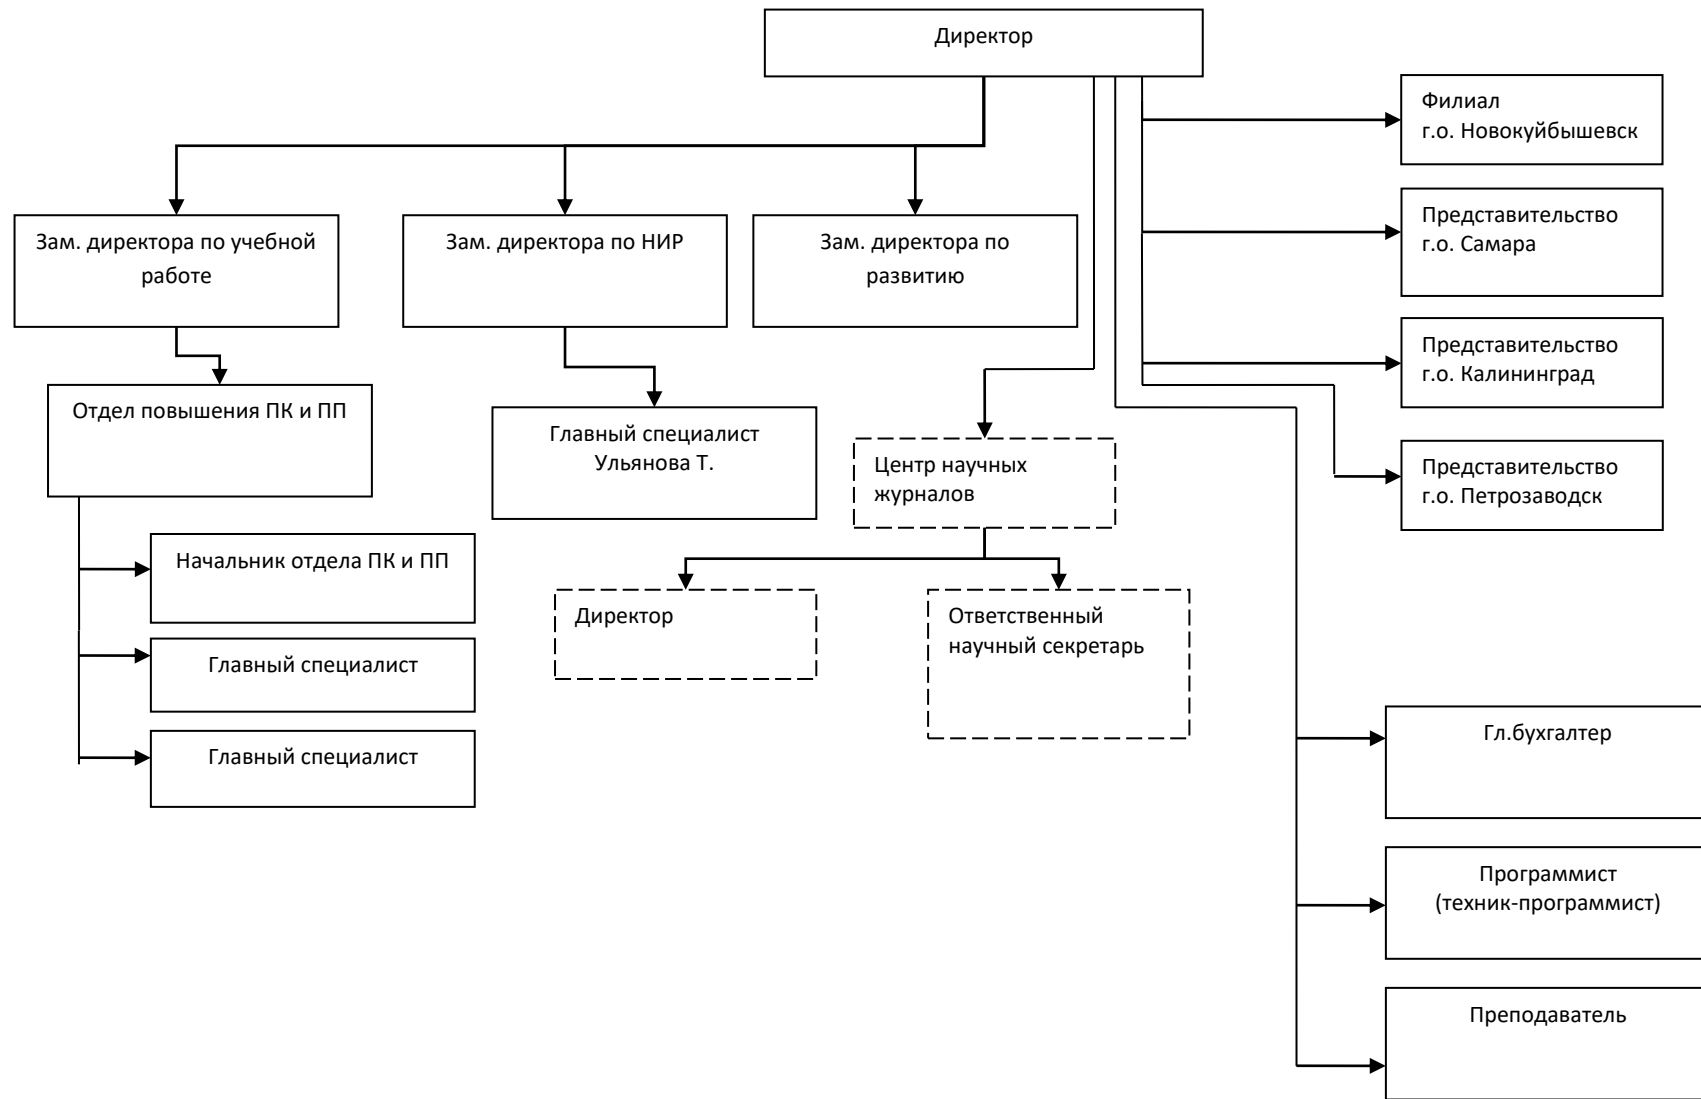 Директор
Филиал
г.о. Новокуйбышевск
Представительство
г.о. Самара
Зам. директора по учебной
работе
Зам. директора по НИР
Зам. директора по
развитию
Представительство
г.о. Калининград
Отдел повышения ПК и ПП
Главный специалист
Ульянова Т.
Центр научных
журналов
Представительство
г.о. Петрозаводск
Начальник отдела ПК и ПП
Директор
Ответственный
научный секретарь
Главный специалист
Главный специалист
Гл.бухгалтер
Программист
(техник-программист)
Преподаватель